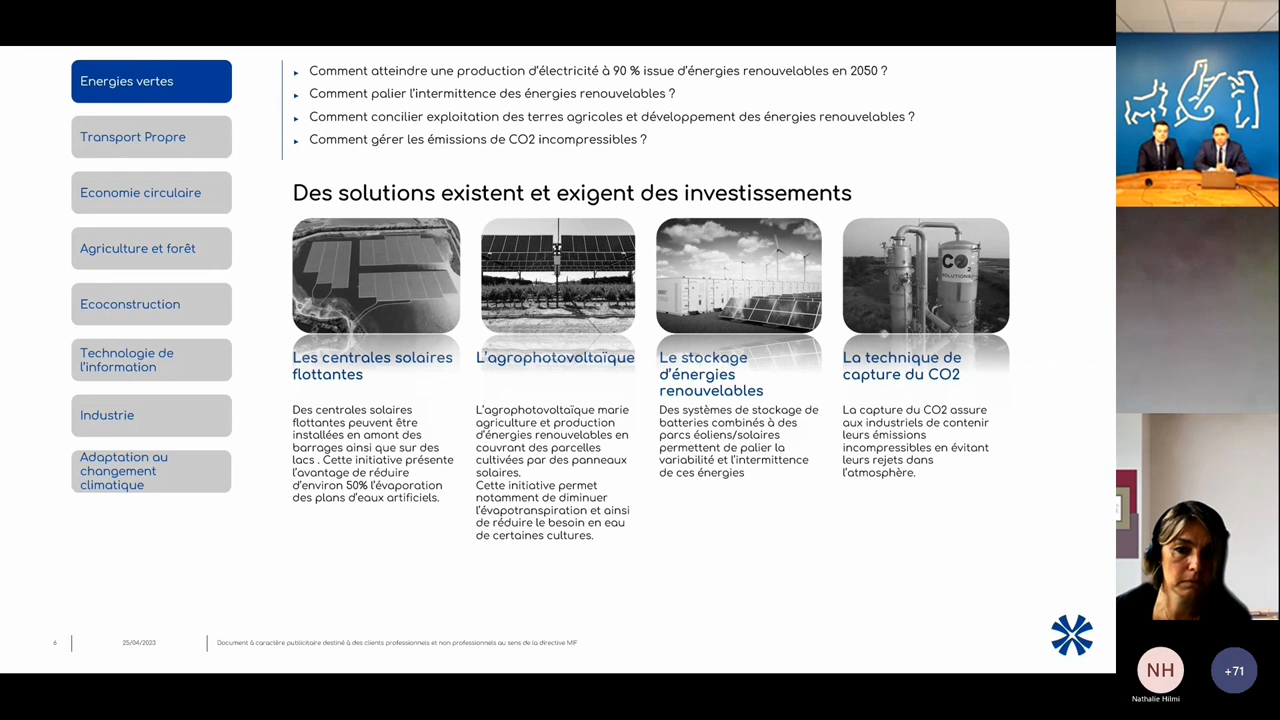 Energies vertes
Transport Propre
Economie circulaire
Agriculture et forêt
Ecoconstruction
Technologie de
l'information
Industrie
Adaptation au
changement
climatique
Comment atteindre une production d'électricité à 90 % issue d'énergies renouvelables en 2050 ?
Comment palier l'intermittence des énergies renouvelables ?
Comment concilier exploitation des terres agricoles et développement des énergies renouvelables ?
Comment gérer les émissions de CO2 incompressibles ?
Des solutions existent et exigent des investissements
CO2
SOLUTIONS
Les centrales solaires
flottantes
Des centrales solaires
flottantes peuvent être
installées en amont des
barrages ainsi que sur des
lacs . Cette initiative présente
l'avantage de réduire
d'environ 50% l'évaporation
des plans d'eaux artificiels.
L'agrophotovoltaïque
L'agrophotovoltaïque marie
agriculture et production
d'énergies renouvelables en
couvrant des parcelles
cultivées par des panneaux
solaires.
Cette initiative permet
notamment de diminuer
l'évapotranspiration et ainsi
de réduire le besoin en eau
de certaines cultures.
Le stockage
d'énergies
renouvelables
Des systèmes de stockage de
batteries combinés à des
parcs éoliens/solaires
permettent de palier la
variabilité et l'intermittence
de ces énergies
La technique de
capture du CO2
La capture du CO2 assure
aux industriels de contenir
leurs émissions
incompressibles en évitant
leurs rejets dans
l'atmosphère.
6
25/04/2023
Document à caractère publicitaire destiné à des clients professionnels et non professionnels au sens de la directive MIF
NH
+71
Nathalie Hilmi